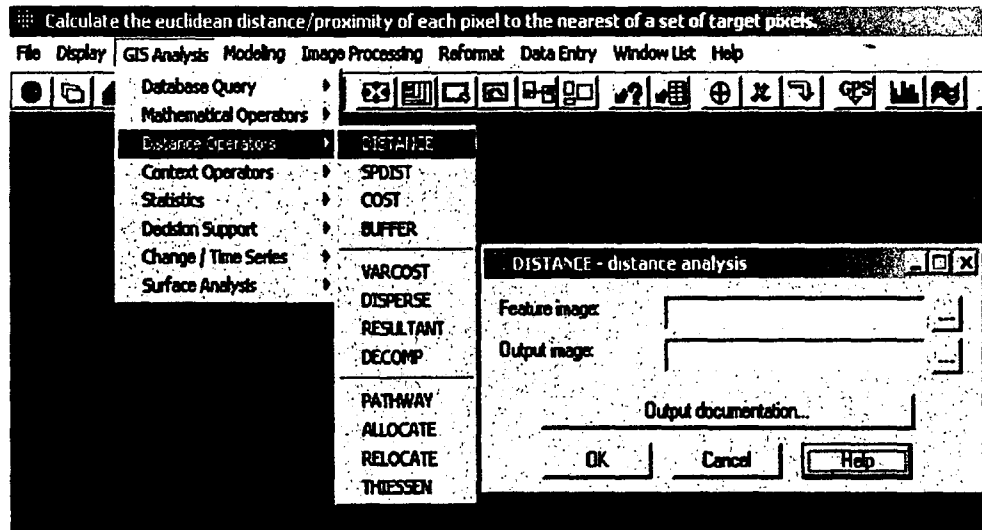 Calculate the euclidean distance/proximity of each pixel to the nearest of a set of target pixels.
File Display GIS Analysis Modeling Image Processing Reformat Data Entry Window List Help
GPS
Database Query
Mathematical Operators
Distance Operators
Context Operators
Statistics
Decision Support
Change / Time Series
Surface Analysis
DISTANCE
SPDIST
COST
BUFFER
VARCOST
DISPERSE
RESULTANT
DECOMP
PATHWAY
ALLOCATE
RELOCATE
THIESSEN
DISTANCE - distance analysis
Feature image:
...
Output image:
...
Output documentation...
OK Cancel Help